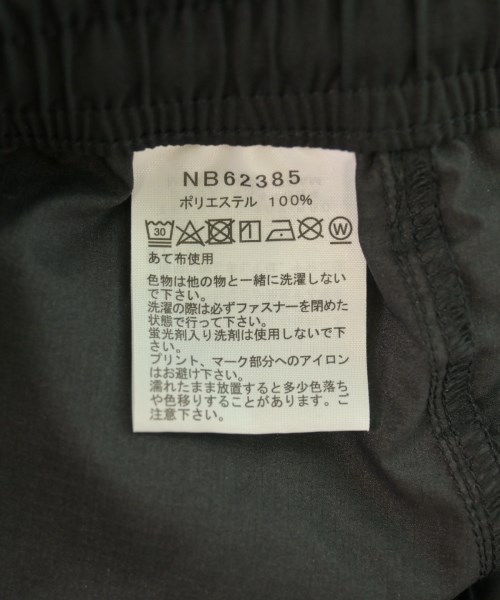 NB62385
ポリエステル 100%
30 W
あて布使用
色物は他の物と一緒に洗濯しない
で下さい。
洗濯の際は必ずファスナーを閉めた
状態で行って下さい。
蛍光剤入り洗剤は使用しないで下
さい。
プリント、マーク部分へのアイロン
はお避け下さい。
濡れたまま放置すると多少色落ち
や色移りすることがあります。ご
注意下さい。